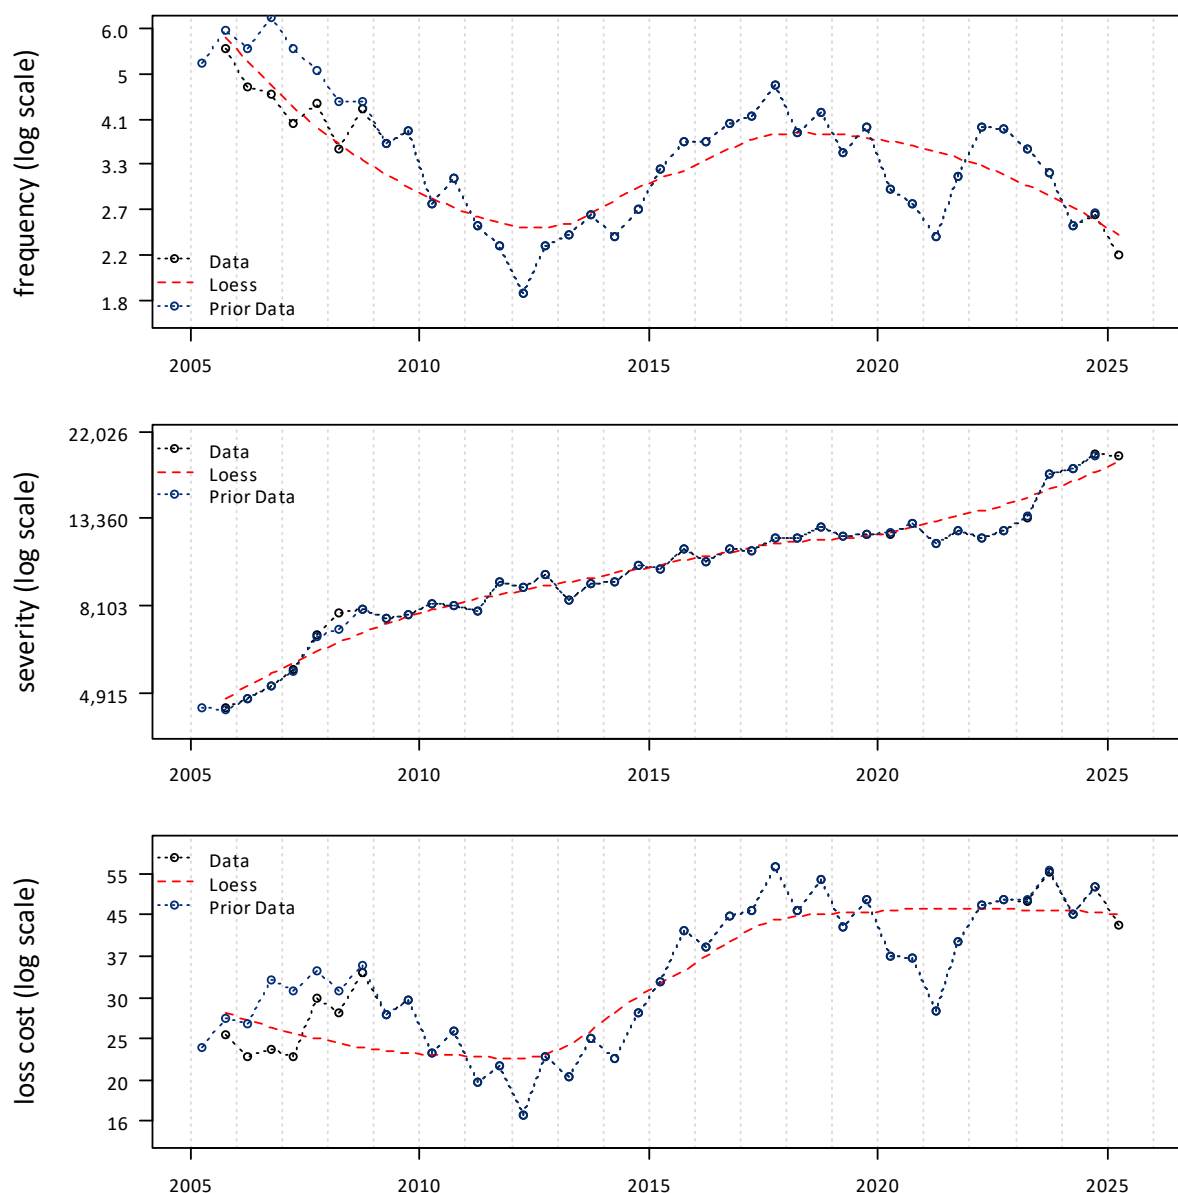 frequency (log scale)
6.0
5
4.1
3.3
2.7
2.2
1.8
Data
Loess
Prior Data
2005
2010
2015
2020
2025
severity (log scale)
22,026
13,360
8,103
4,915
Data
Loess
Prior Data
2005
2010
2015
2020
2025
loss cost (log scale)
55
45
37
30
25
20
16
Data
Loess
Prior Data
2005
2010
2015
2020
2025